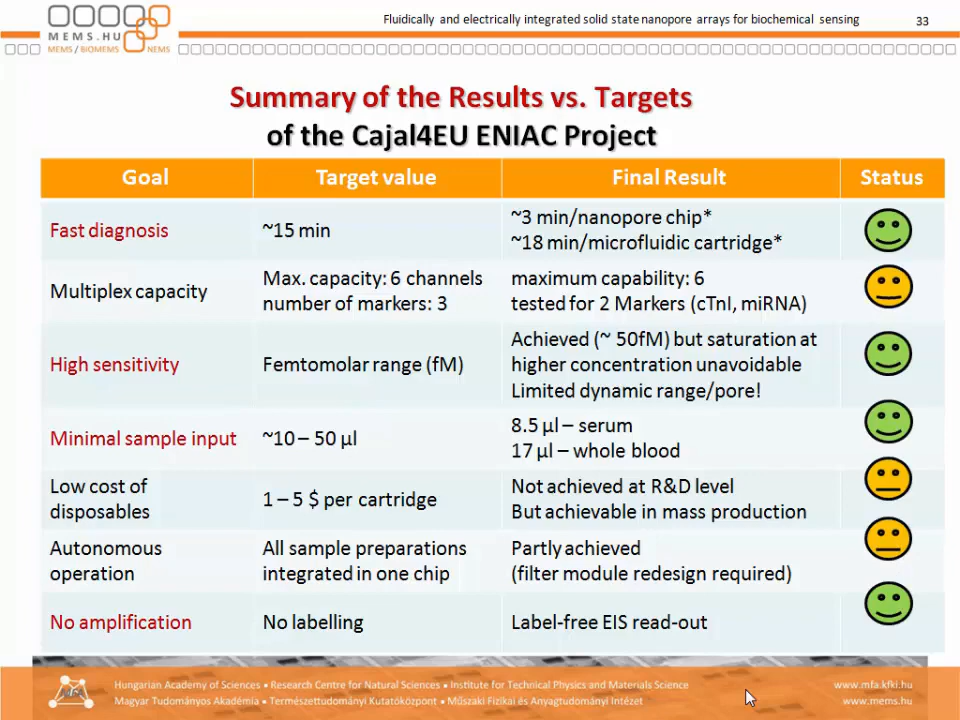 Fluidically and electrically integrated solid state nanopore arrays for biochemical sensing
33
MEMS.HU
MEMS / BIOMEMS NEMS
Summary of the Results vs. Targets
of the Cajal4EU ENIAC Project
Goal Target value Final Result Status
Fast diagnosis
~15 min
~3 min/nanopore chip*
~18 min/microfluidic cartridge*
Multiplex capacity
Max. capacity: 6 channels
number of markers: 3
maximum capability: 6
tested for 2 Markers (cTnI, miRNA)
High sensitivity
Femtomolar range (fM)
Achieved (~ 50fM) but saturation at
higher concentration unavoidable
Limited dynamic range/pore!
Minimal sample input
~10 – 50 µl
8.5 µl – serum
17 µl – whole blood
Low cost of
disposables
1 – 5 $ per cartridge
Not achieved at R&D level
But achievable in mass production
Autonomous
operation
All sample preparations
integrated in one chip
Partly achieved
(filter module redesign required)
No amplification
No labelling
Label-free EIS read-out
MFA
Hungarian Academy of Sciences • Research Centre for Natural Sciences • Institute for Technical Physics and Materials Science
www.mfa.kfki.hu
Magyar Tudományos Akadémia • Természettudományi Kutatóközpont • Műszaki Fizikai és Anyagtudományi Intézet
www.mems.hu